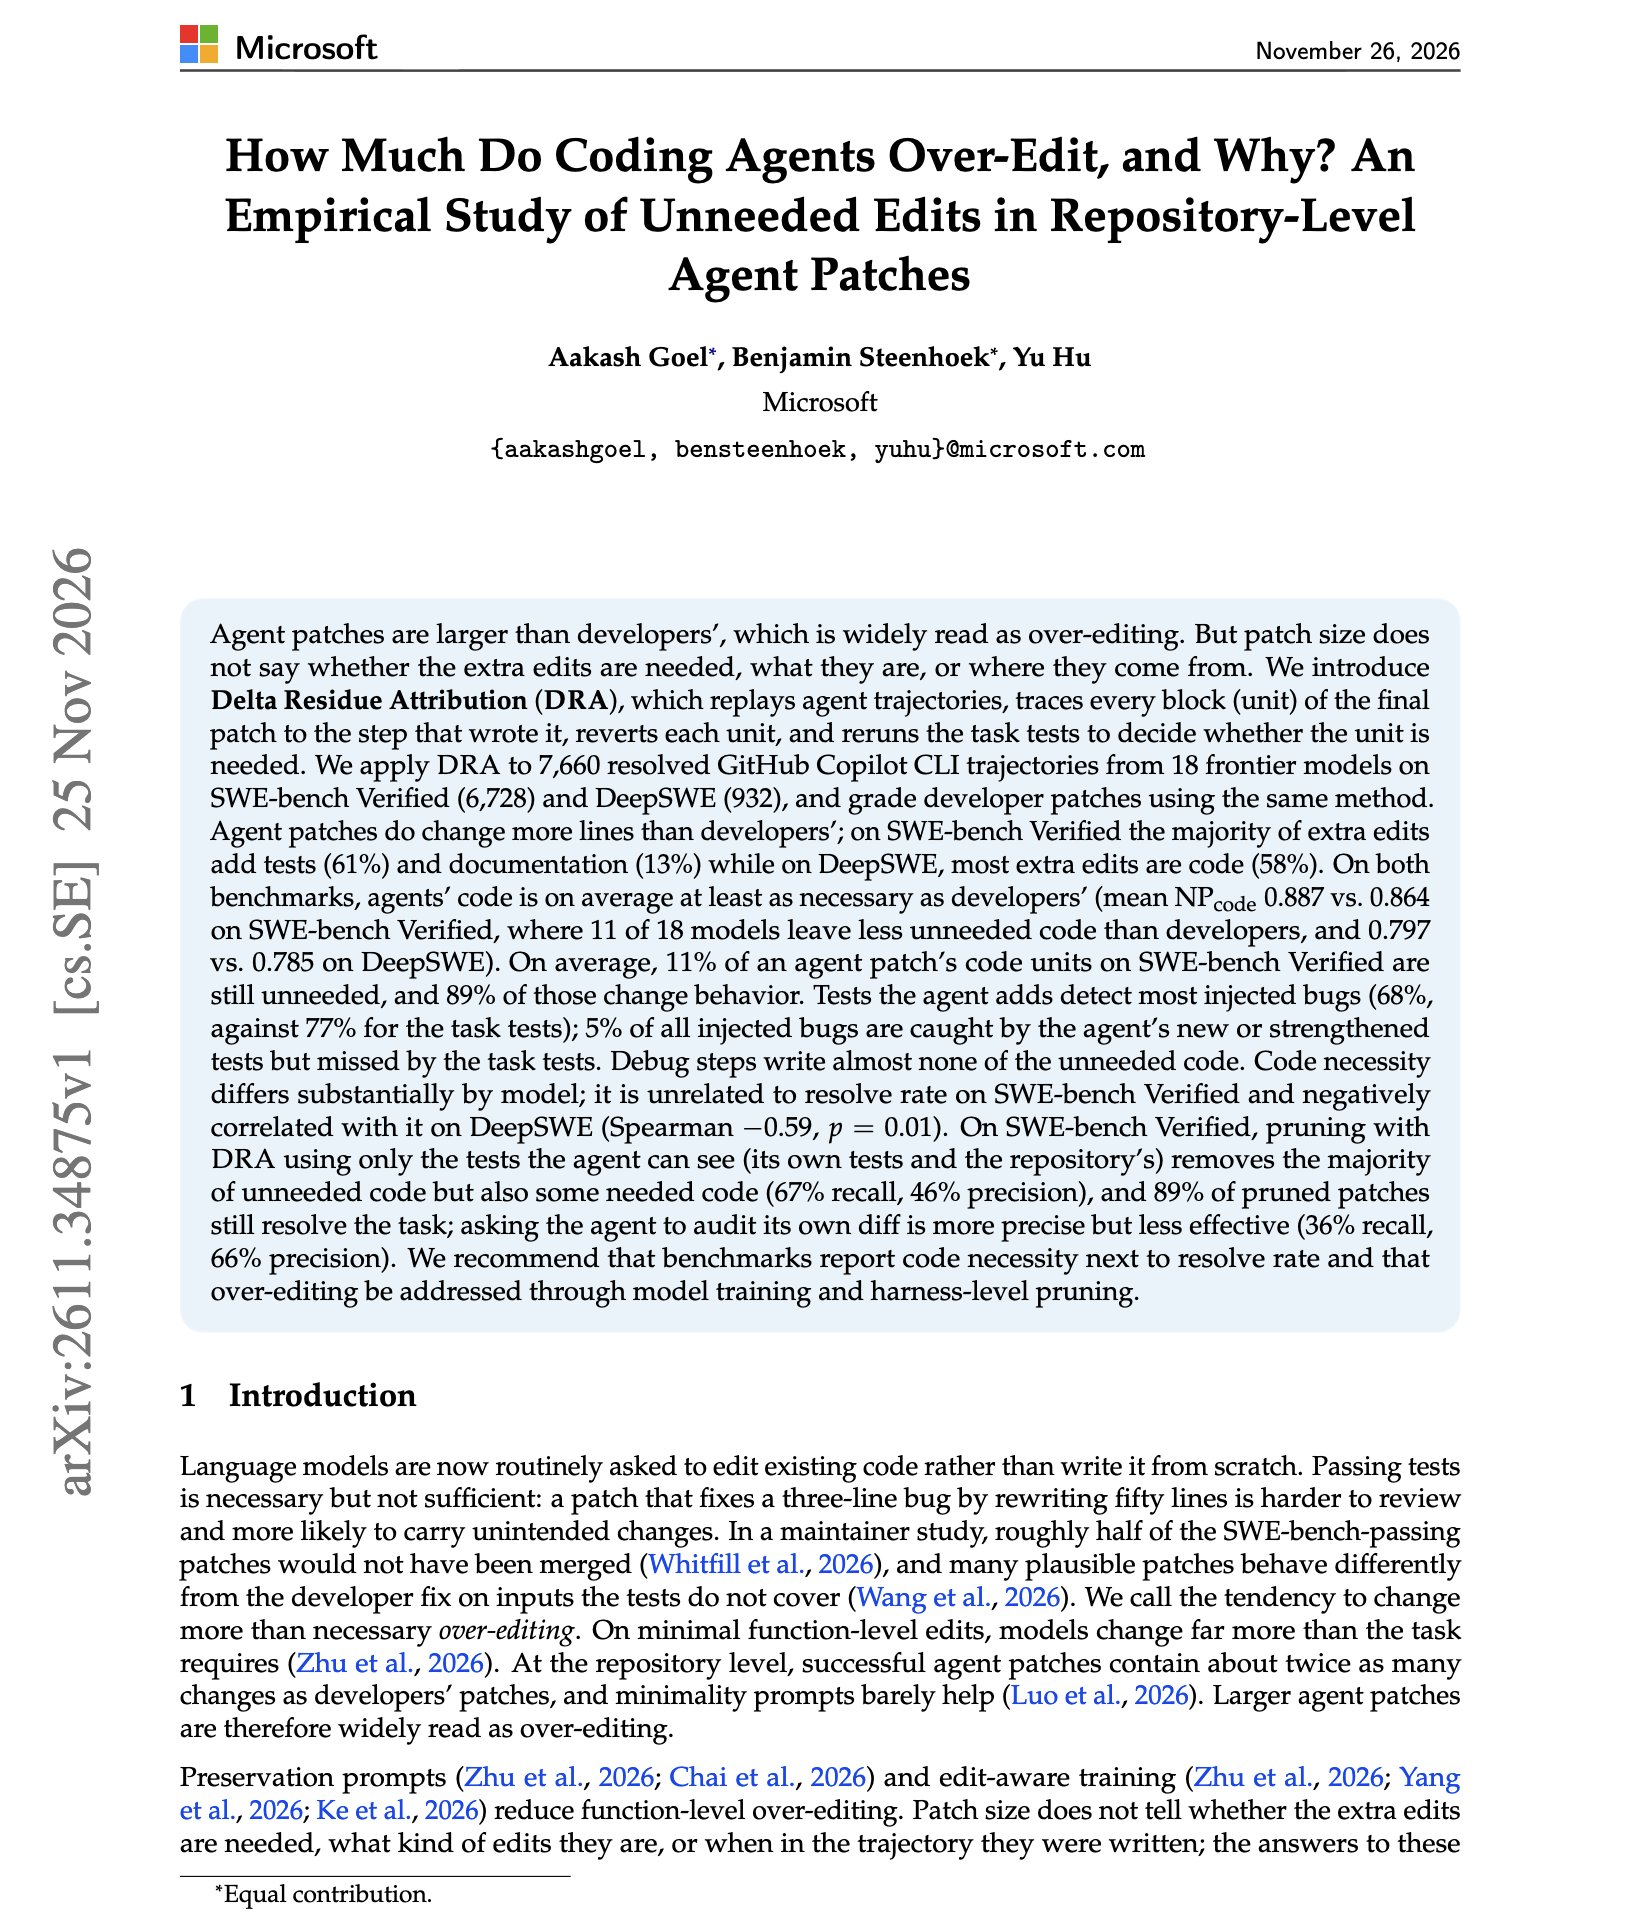 Microsoft
November 26, 2026
How Much Do Coding Agents Over-Edit, and Why? An
Empirical Study of Unneeded Edits in Repository-Level
Agent Patches
Aakash Goel*, Benjamin Steenhoek*, Yu Hu
Microsoft
{aakashgoel, bensteenhoek, yuhu}@microsoft.com
arXiv:2611.34875v1 [cs.SE] 25 Nov 2026
Agent patches are larger than developers’, which is widely read as over-editing. But patch size does
not say whether the extra edits are needed, what they are, or where they come from. We introduce
Delta Residue Attribution (DRA), which replays agent trajectories, traces every block (unit) of the final
patch to the step that wrote it, reverts each unit, and reruns the task tests to decide whether the unit is
needed. We apply DRA to 7,660 resolved GitHub Copilot CLI trajectories from 18 frontier models on
SWE-bench Verified (6,728) and DeepSWE (932), and grade developer patches using the same method.
Agent patches do change more lines than developers’; on SWE-bench Verified the majority of extra edits
add tests (61%) and documentation (13%) while on DeepSWE, most extra edits are code (58%). On both
benchmarks, agents’ code is on average at least as necessary as developers’ (mean NPcode 0.887 vs. 0.864
on SWE-bench Verified, where 11 of 18 models leave less unneeded code than developers, and 0.797
vs. 0.785 on DeepSWE). On average, 11% of an agent patch’s code units on SWE-bench Verified are
still unneeded, and 89% of those change behavior. Tests the agent adds detect most injected bugs (68%,
against 77% for the task tests); 5% of all injected bugs are caught by the agent’s new or strengthened
tests but missed by the task tests. Debug steps write almost none of the unneeded code. Code necessity
differs substantially by model; it is unrelated to resolve rate on SWE-bench Verified and negatively
correlated with it on DeepSWE (Spearman −0.59, p = 0.01). On SWE-bench Verified, pruning with
DRA using only the tests the agent can see (its own tests and the repository’s) removes the majority
of unneeded code but also some needed code (67% recall, 46% precision), and 89% of pruned patches
still resolve the task; asking the agent to audit its own diff is more precise but less effective (36% recall,
66% precision). We recommend that benchmarks report code necessity next to resolve rate and that
over-editing be addressed through model training and harness-level pruning.
1 Introduction
Language models are now routinely asked to edit existing code rather than write it from scratch. Passing tests
is necessary but not sufficient: a patch that fixes a three-line bug by rewriting fifty lines is harder to review
and more likely to carry unintended changes. In a maintainer study, roughly half of the SWE-bench-passing
patches would not have been merged (Whitfill et al., 2026), and many plausible patches behave differently
from the developer fix on inputs the tests do not cover (Wang et al., 2026). We call the tendency to change
more than necessary over-editing. On minimal function-level edits, models change far more than the task
requires (Zhu et al., 2026). At the repository level, successful agent patches contain about twice as many
changes as developers’ patches, and minimality prompts barely help (Luo et al., 2026). Larger agent patches
are therefore widely read as over-editing.
Preservation prompts (Zhu et al., 2026; Chai et al., 2026) and edit-aware training (Zhu et al., 2026; Yang
et al., 2026; Ke et al., 2026) reduce function-level over-editing. Patch size does not tell whether the extra edits
are needed, what kind of edits they are, or when in the trajectory they were written; the answers to these
*Equal contribution.